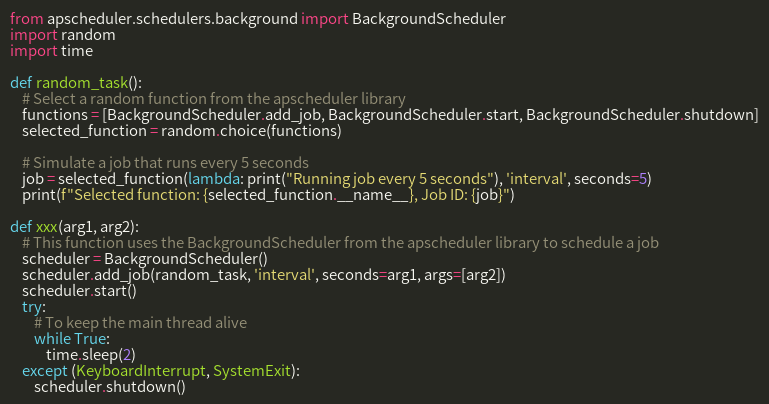 from apscheduler.schedulers.background import BackgroundScheduler
import random
import time

def random_task():
    # Select a random function from the apscheduler library
    functions = [BackgroundScheduler.add_job, BackgroundScheduler.start, BackgroundScheduler.shutdown]
    selected_function = random.choice(functions)

    # Simulate a job that runs every 5 seconds
    job = selected_function(lambda: print("Running job every 5 seconds"), 'interval', seconds=5)
    print(f"Selected function: {selected_function.__name__}, Job ID: {job}")

def xxx(arg1, arg2):
    # This function uses the BackgroundScheduler from the apscheduler library to schedule a job
    scheduler = BackgroundScheduler()
    scheduler.add_job(random_task, 'interval', seconds=arg1, args=[arg2])
    scheduler.start()
    try:
        # To keep the main thread alive
        while True:
            time.sleep(2)
    except (KeyboardInterrupt, SystemExit):
        scheduler.shutdown()